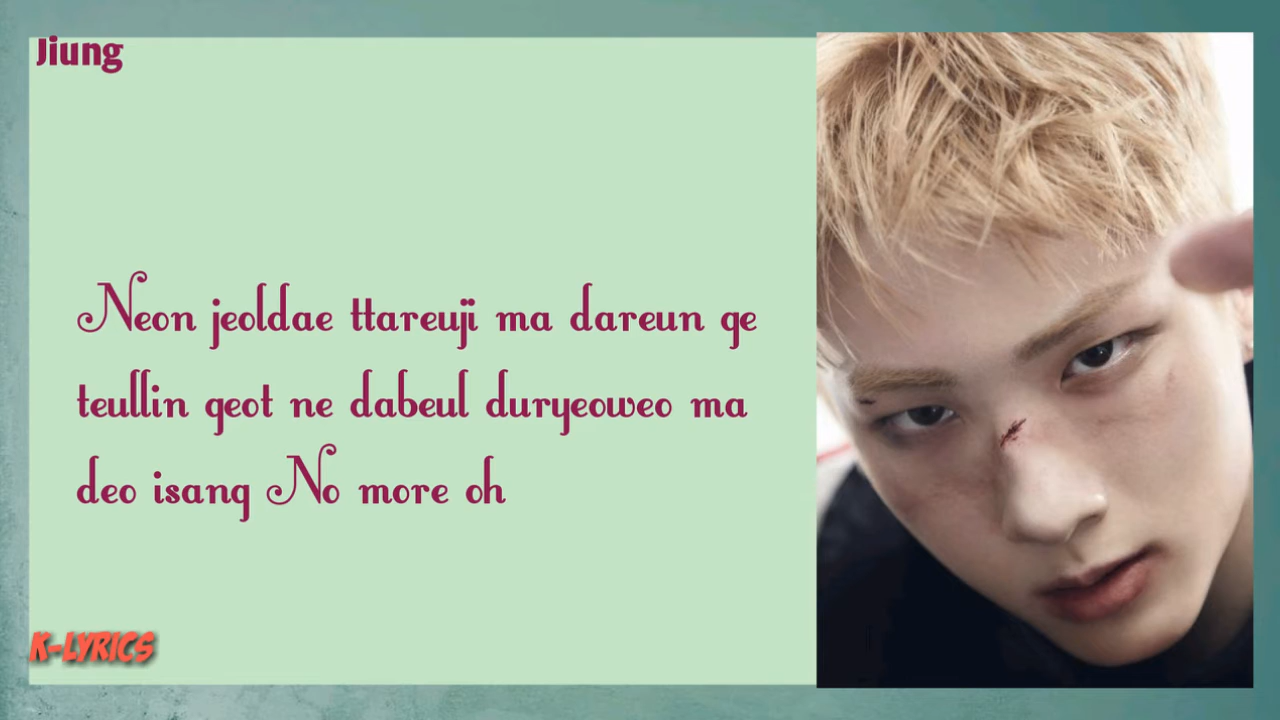 Jiung
Neon jeoldae ttareuji ma dareun ge
teullin geot ne dabeul duryeoweo ma
deo isang No more oh
K-LYRICS